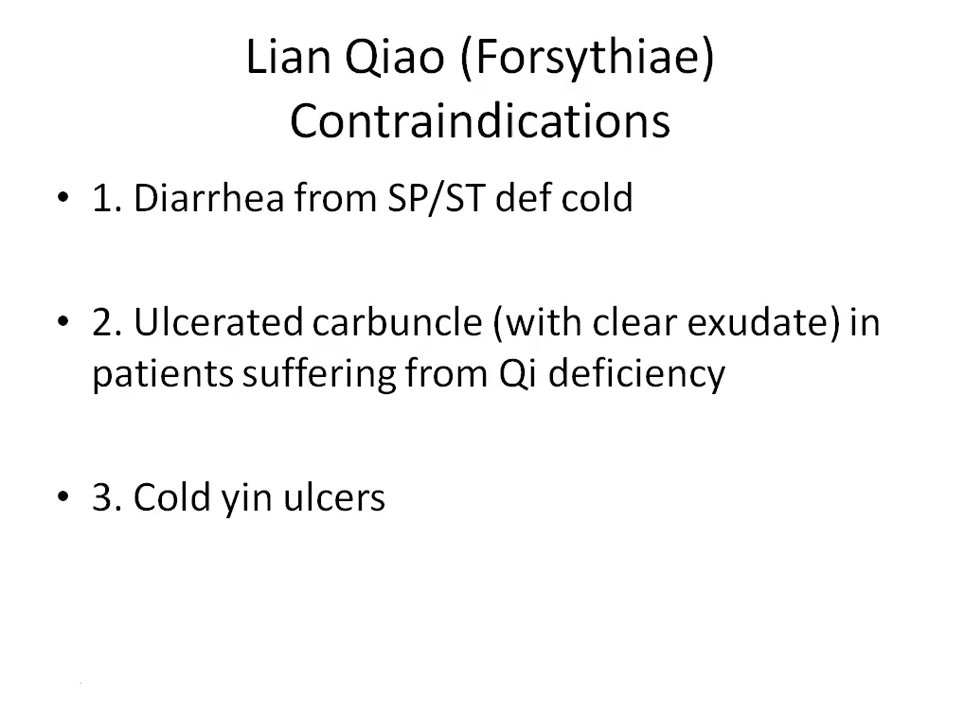 Lian Qiao (Forsythiae)
Contraindications
• 1. Diarrhea from SP/ST def cold
• 2. Ulcerated carbuncle (with clear exudate) in
patients suffering from Qi deficiency
• 3. Cold yin ulcers